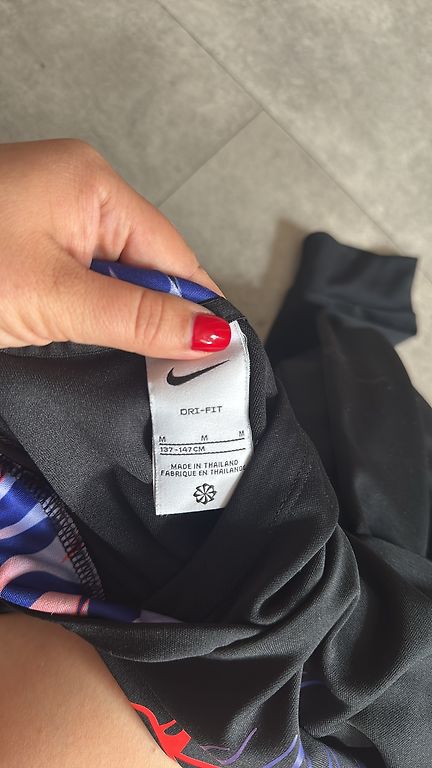 DRI-FIT
M M M
137-147CM
MADE IN THAILAND
FABRIQUE EN THAILANDE